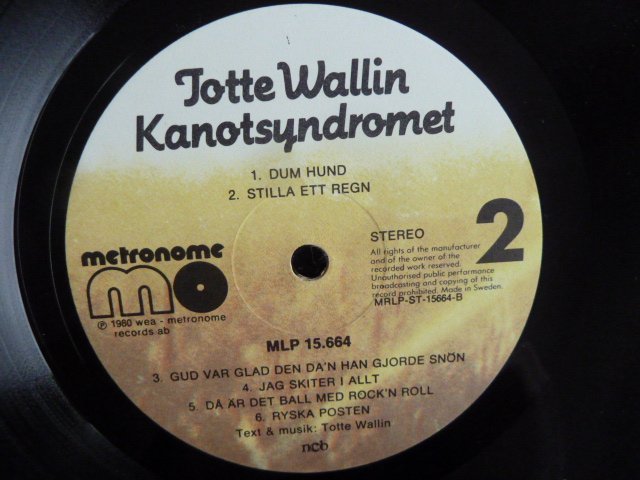 Totte Wallin
Kanotsyndromet
1. DUM HUND
2. STILLA ETT REGN
metronome
mo
℗ 1980 wea - metronome
records ab
STEREO
2
All rights of the manufacturer
and of the owner of the
recorded work reserved.
Unauthorised public performance
broadcasting and copying of this
record prohibited. Made in Sweden.
MRLP-ST-15664-B
MLP 15.664
3. GUD VAR GLAD DEN DA'N HAN GJORDE SNÖN
4. JAG SKITER I ALLT
5. DÅ ÄR DET BALL MED ROCK'N ROLL
6. RYSKA POSTEN
Text & musik: Totte Wallin
ncb